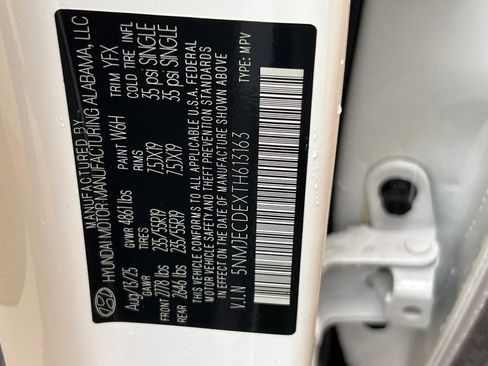 MANUFACTURED BY
HYUNDAI MOTOR MANUFACTURING ALABAMA, LLC
Aug/13/25 GVWR 4861 lbs PAINT W6H TRIM YFX
GAWR TIRES RIMS COLD TIRE INFL
FRONT 2778 lbs 235/55R19 7.5JX19 35 psi SINGLE
REAR 2646 lbs 235/55R19 7.5JX19 35 psi SINGLE
THIS VEHICLE CONFORMS TO ALL APPLICABLE U.S.A. FEDERAL
MOTOR VEHICLE SAFETY AND THEFT PREVENTION STANDARDS
IN EFFECT ON THE DATE OF MANUFACTURE SHOWN ABOVE
V.I.N 5NMJECDEXTH613163 TYPE: MPV